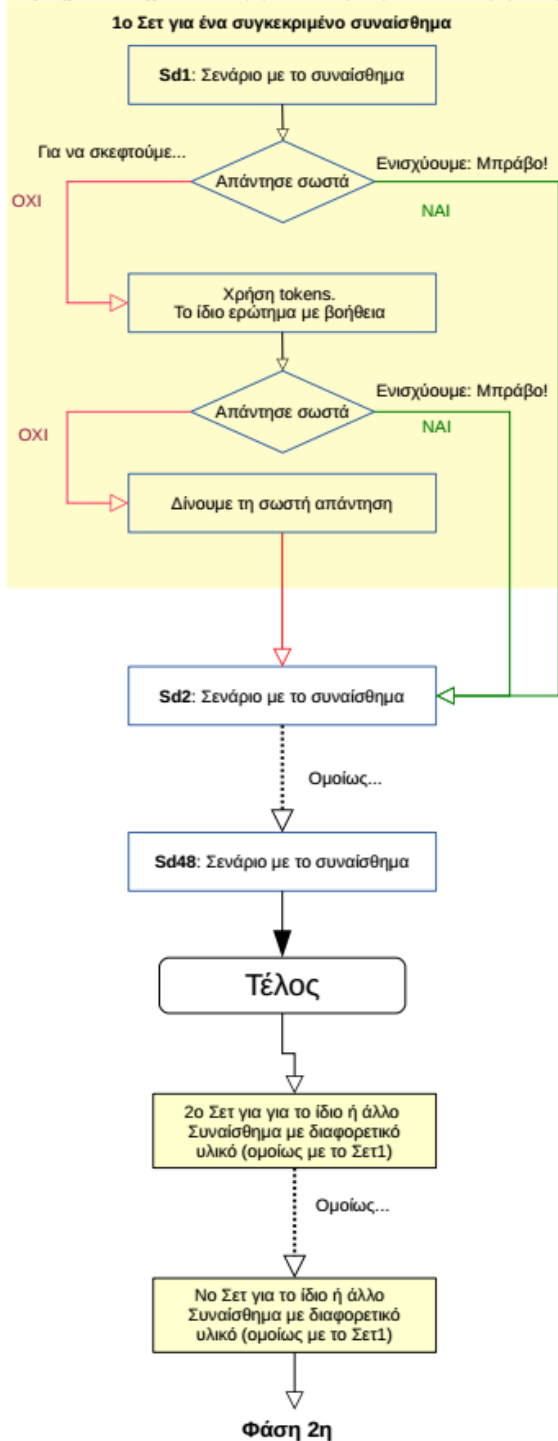 1ο Σετ για ένα συγκεκριμένο συναίσθημα
Sd1: Σενάριο με το συναίσθημα
Για να σκεφτούμε...
Ενισχύουμε: Μπράβο!
Απάντησε σωστά
ΟΧΙ
ΝΑΙ
Χρήση tokens.
Το ίδιο ερώτημα με βοήθεια
Ενισχύουμε: Μπράβο!
Απάντησε σωστά
ΟΧΙ
ΝΑΙ
Δίνουμε τη σωστή απάντηση
Sd2: Σενάριο με το συναίσθημα
Ομοίως...
Sd48: Σενάριο με το συναίσθημα
Τέλος
2ο Σετ για για το ίδιο ή άλλο
Συναίσθημα με διαφορετικό
υλικό (ομοίως με το Σετ1)
Ομοίως...
Νο Σετ για το ίδιο ή άλλο
Συναίσθημα με διαφορετικό
υλικό (ομοίως με το Σετ1)
Φάση 2η